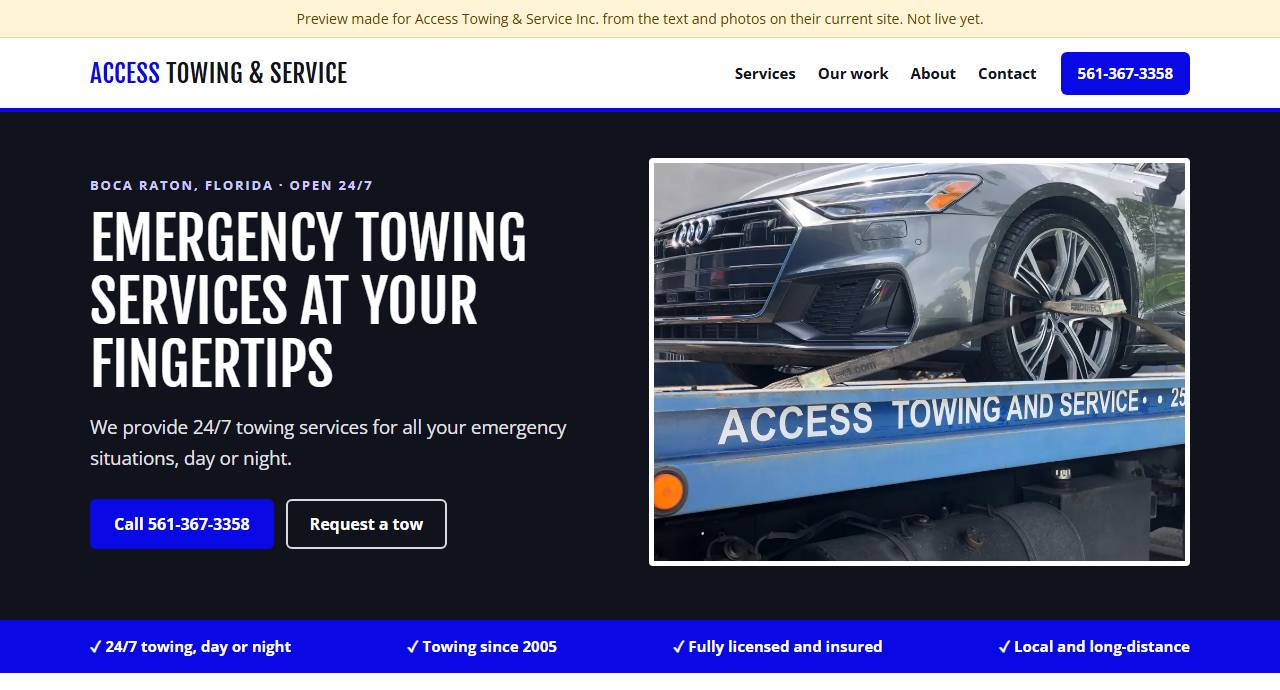 Preview made for Access Towing & Service Inc. from the text and photos on their current site. Not live yet.
ACCESS TOWING & SERVICE
Services
Our work
About
Contact
561-367-3358
BOCA RATON, FLORIDA · OPEN 24/7
EMERGENCY TOWING
SERVICES AT YOUR
FINGERTIPS
We provide 24/7 towing services for all your emergency
situations, day or night.
Call 561-367-3358
Request a tow
ACCESS TOWING AND SERVICE • • 25
✓ 24/7 towing, day or night
✓ Towing since 2005
✓ Fully licensed and insured
✓ Local and long-distance